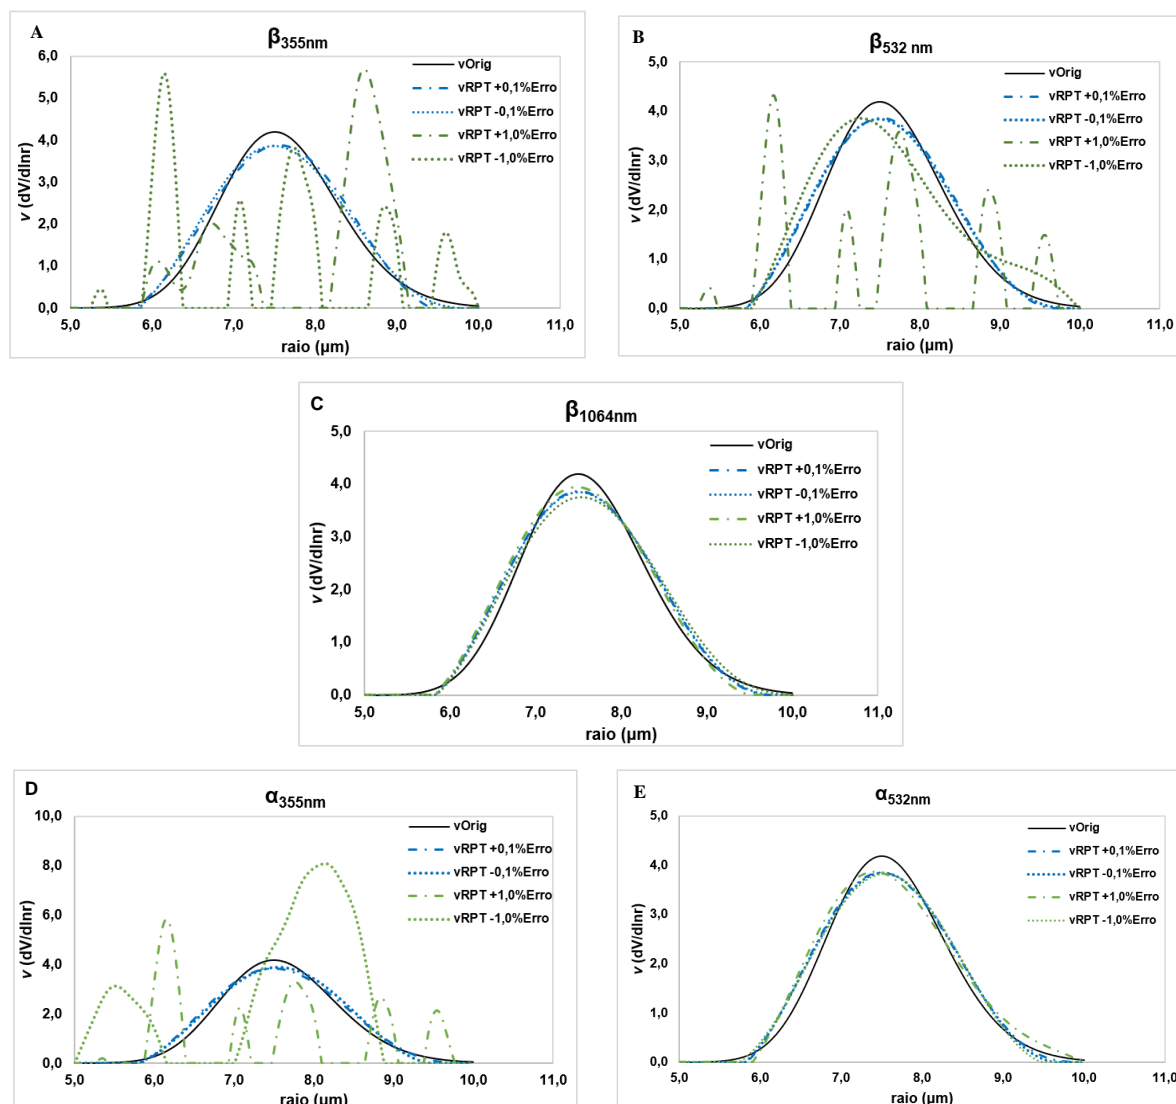 A
β355nm
v (dV/dlnr)
6,0
5,0
4,0
3,0
2,0
1,0
0,0
vOrig
vRPT +0,1%Erro
vRPT -0,1%Erro
vRPT +1,0%Erro
vRPT -1,0%Erro
5,0 6,0 7,0 8,0 9,0 10,0 11,0
raio (µm)
B
β532 nm
v (dV/dlnr)
5,0
4,0
3,0
2,0
1,0
0,0
vOrig
vRPT +0,1%Erro
vRPT -0,1%Erro
vRPT +1,0%Erro
vRPT -1,0%Erro
5,0 6,0 7,0 8,0 9,0 10,0 11,0
raio (µm)
C
β1064nm
v (dV/dlnr)
5,0
4,0
3,0
2,0
1,0
0,0
vOrig
vRPT +0,1%Erro
vRPT -0,1%Erro
vRPT +1,0%Erro
vRPT -1,0%Erro
5,0 6,0 7,0 8,0 9,0 10,0 11,0
raio (µm)
D
α355nm
v (dV/dlnr)
10,0
8,0
6,0
4,0
2,0
0,0
vOrig
vRPT +0,1%Erro
vRPT -0,1%Erro
vRPT +1,0%Erro
vRPT -1,0%Erro
5,0 6,0 7,0 8,0 9,0 10,0 11,0
raio (µm)
E
α532nm
v (dV/dlnr)
5,0
4,0
3,0
2,0
1,0
0,0
vOrig
vRPT +0,1%Erro
vRPT -0,1%Erro
vRPT +1,0%Erro
vRPT -1,0%Erro
5,0 6,0 7,0 8,0 9,0 10,0 11,0
raio (µm)